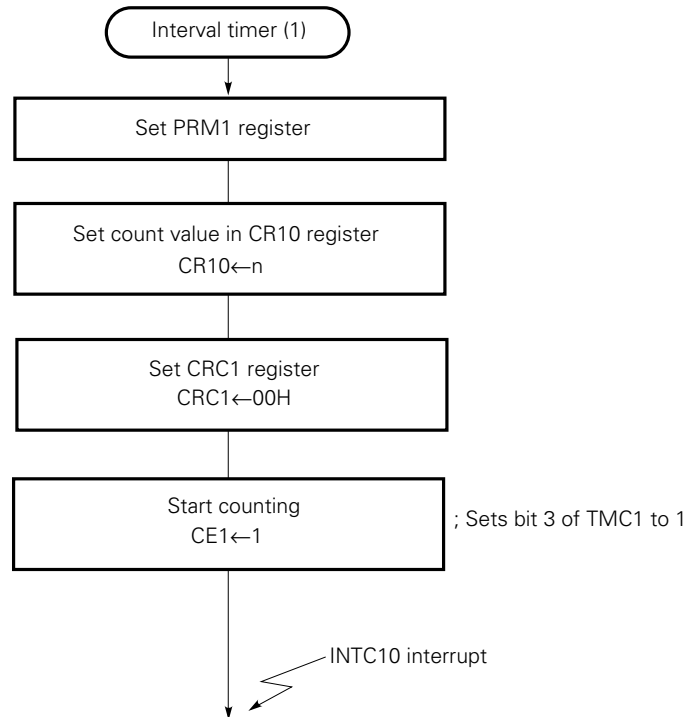 Interval timer (1)
Set PRM1 register
Set count value in CR10 register
CR10←n
Set CRC1 register
CRC1←00H
Start counting
CE1←1
; Sets bit 3 of TMC1 to 1
INTC10 interrupt